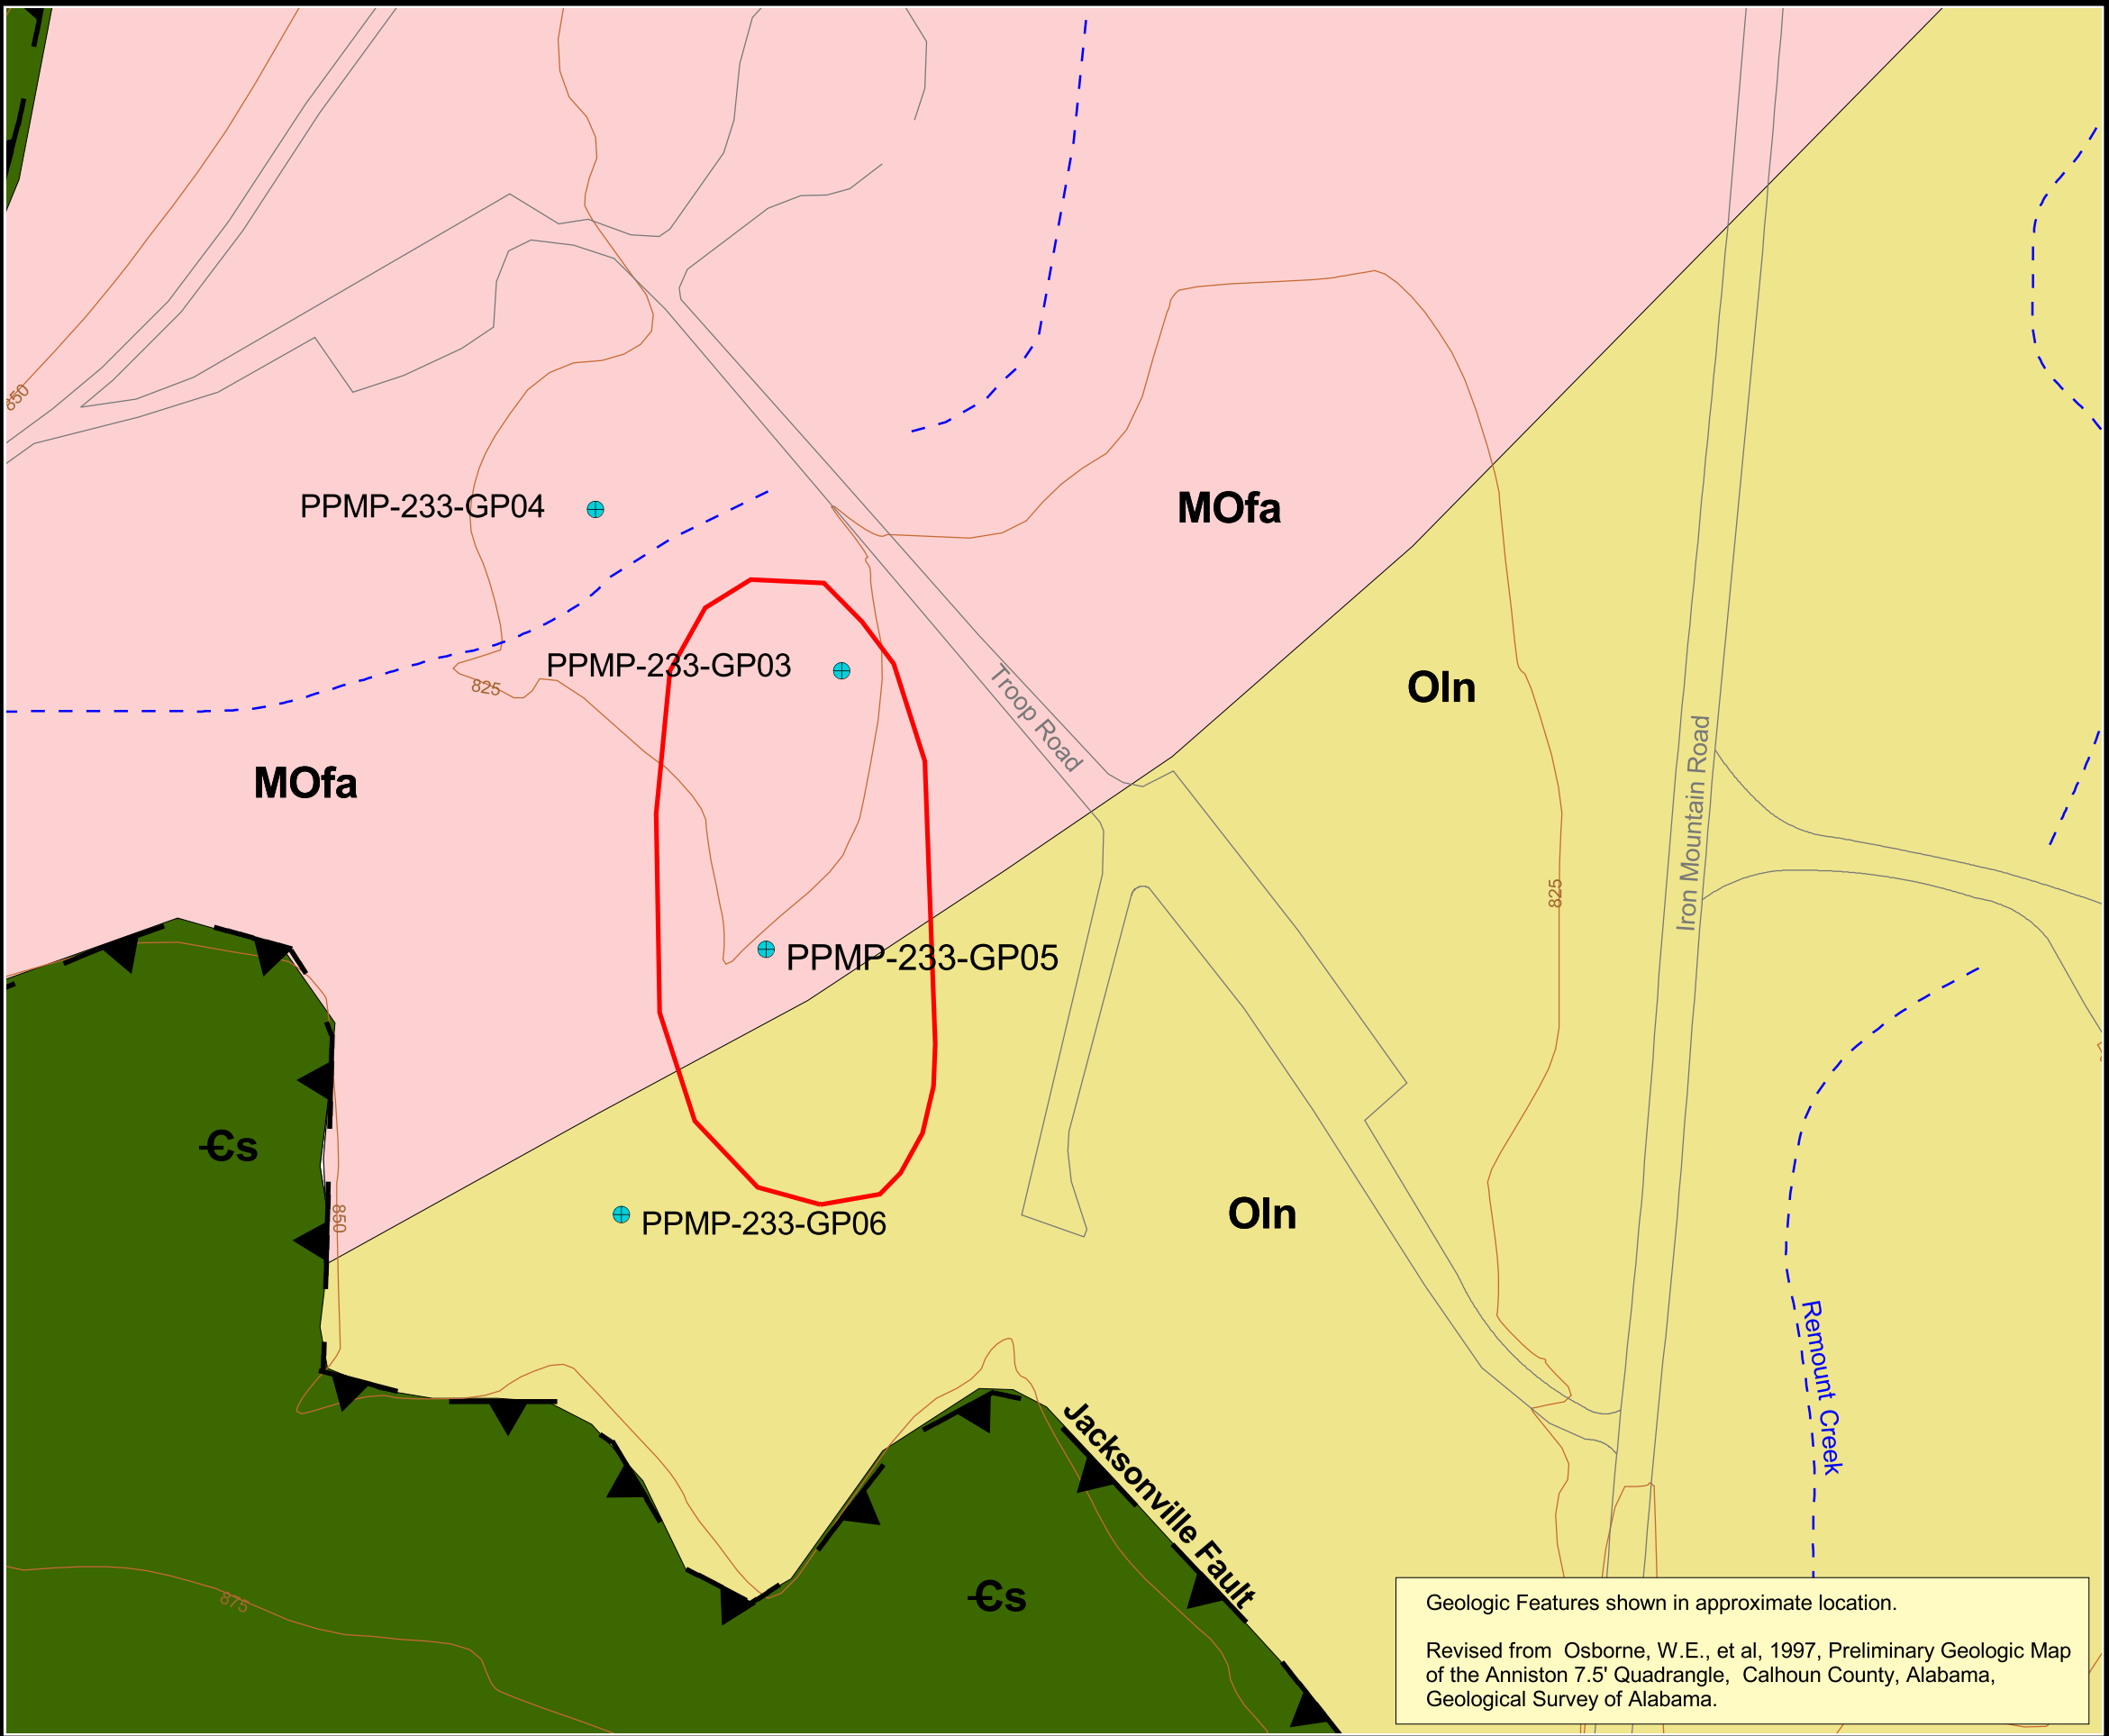 850
PPMP-233-GP04
MOfa
PPMP-233-GP03
825
Troop Road
Oln
Iron Mountain Road
MOfa
825
PPMP-233-GP05
Єs
850
PPMP-233-GP06
Oln
Remount Creek
Jacksonville Fault
875
Єs
Geologic Features shown in approximate location.
Revised from Osborne, W.E., et al, 1997, Preliminary Geologic Map
of the Anniston 7.5' Quadrangle, Calhoun County, Alabama,
Geological Survey of Alabama.